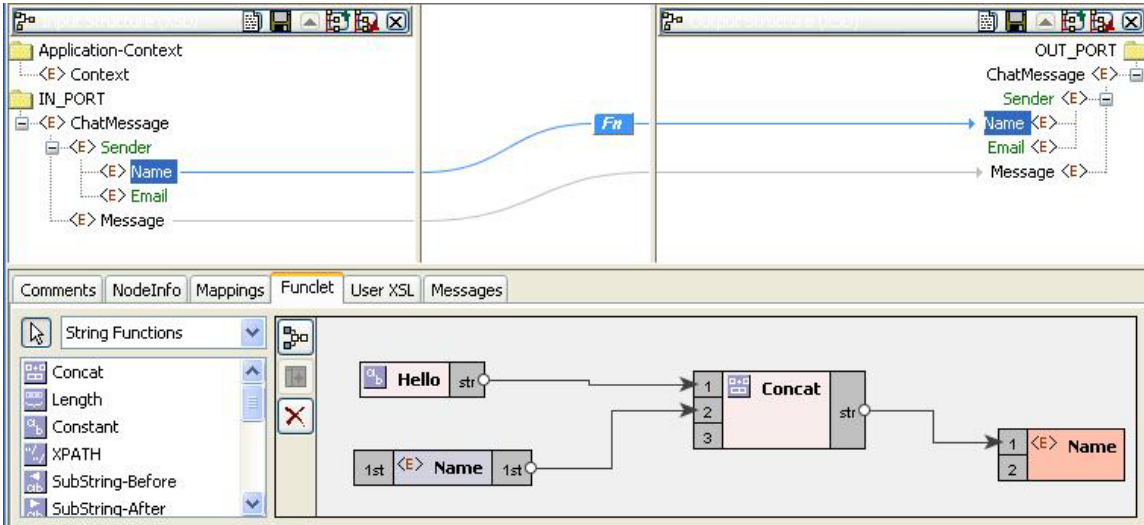 Application-Context
<E> Context
IN_PORT
<E> ChatMessage
<E> Sender
<E> Name
<E> Email
<E> Message
Fn
OUT_PORT
ChatMessage <E>
Sender <E>
Name <E>
Email <E>
Message <E>
Comments NodeInfo Mappings Funclet User XSL Messages
String Functions
Concat
Length
Constant
XPATH
SubString-Before
SubString-After
Hello str
1st <E> Name 1st
1 Concat
2 str
3
1 <E> Name
2